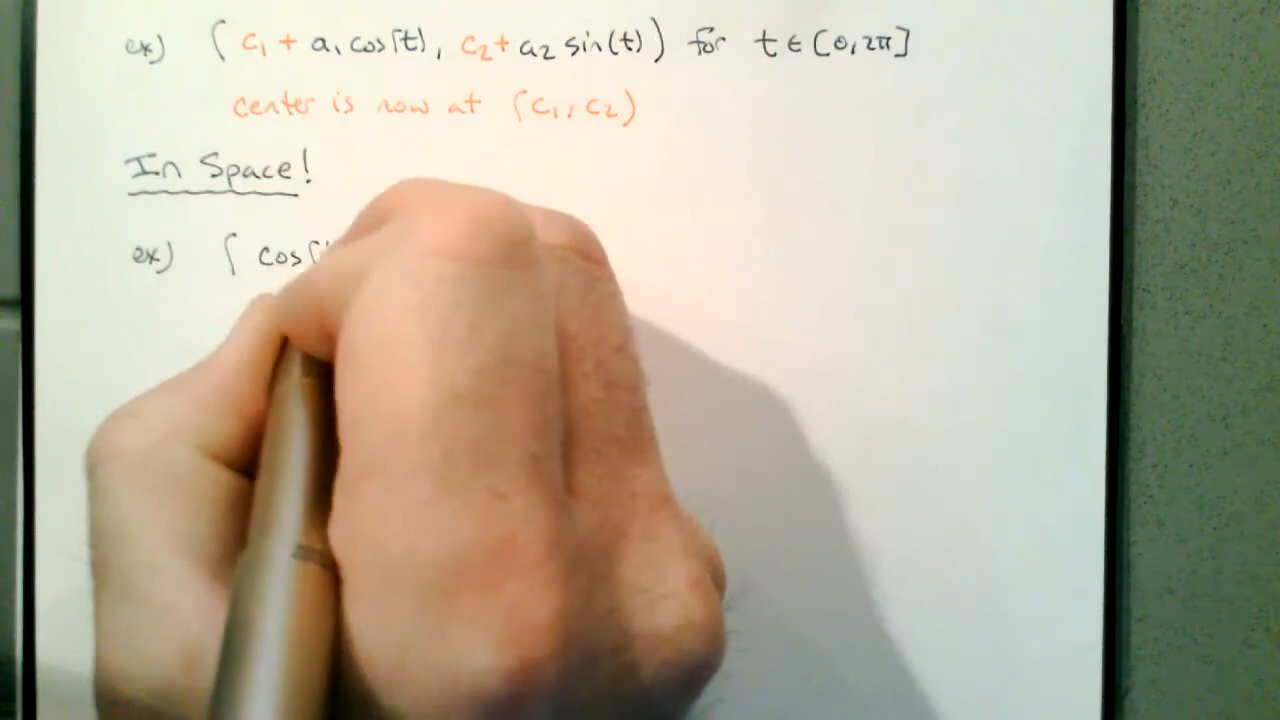 ex) (c₁ + a₁ cos(t), c₂ + a₂ sin(t)) for t ∈ [0, 2π]
center is now at (c₁, c₂)
In Space!
ex) ( cos(